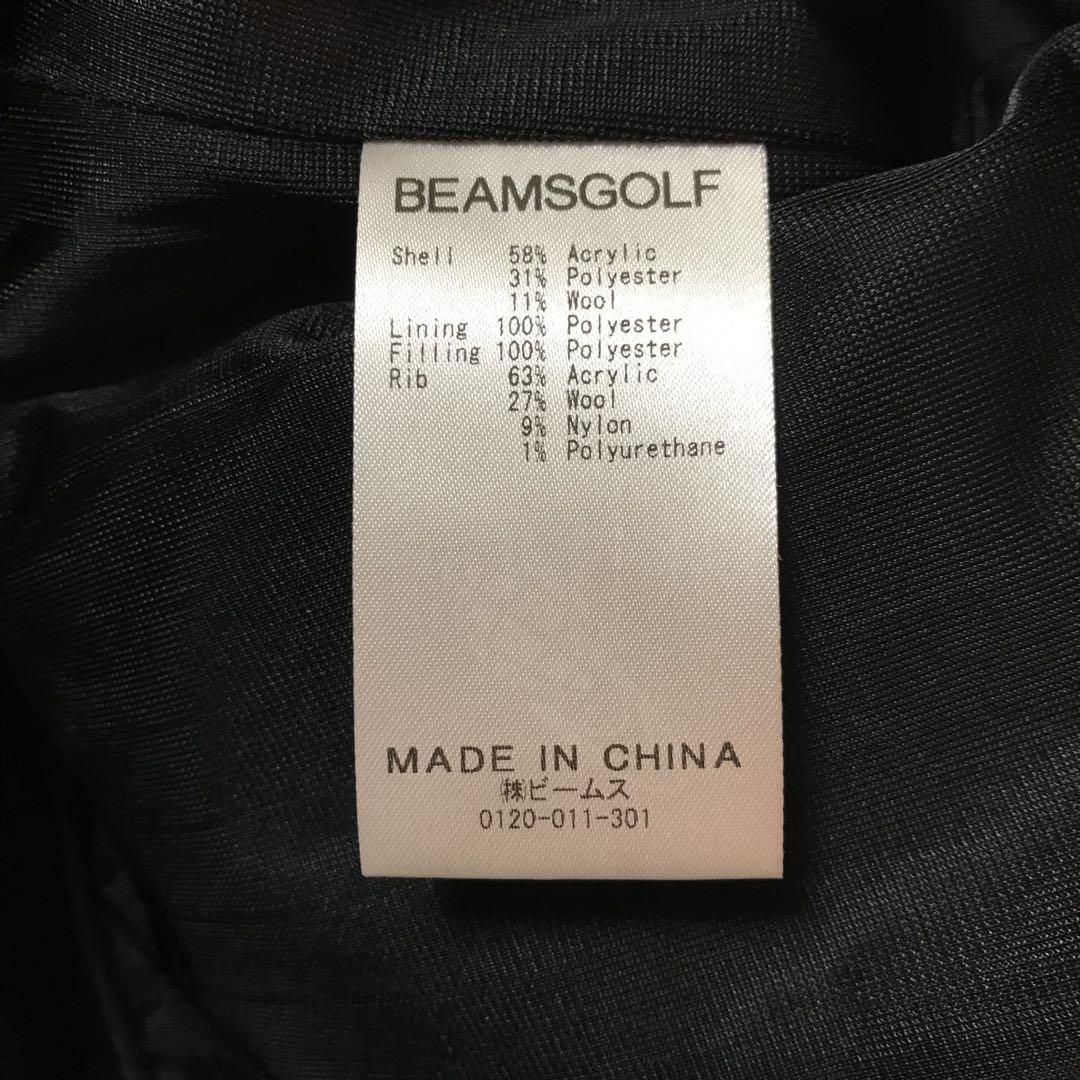 BEAMSGOLF
Shell 58% Acrylic
31% Polyester
11% Wool
Lining 100% Polyester
Filling 100% Polyester
Rib 63% Acrylic
27% Wool
9% Nylon
1% Polyurethane
MADE IN CHINA
㈱ビームス
0120-011-301